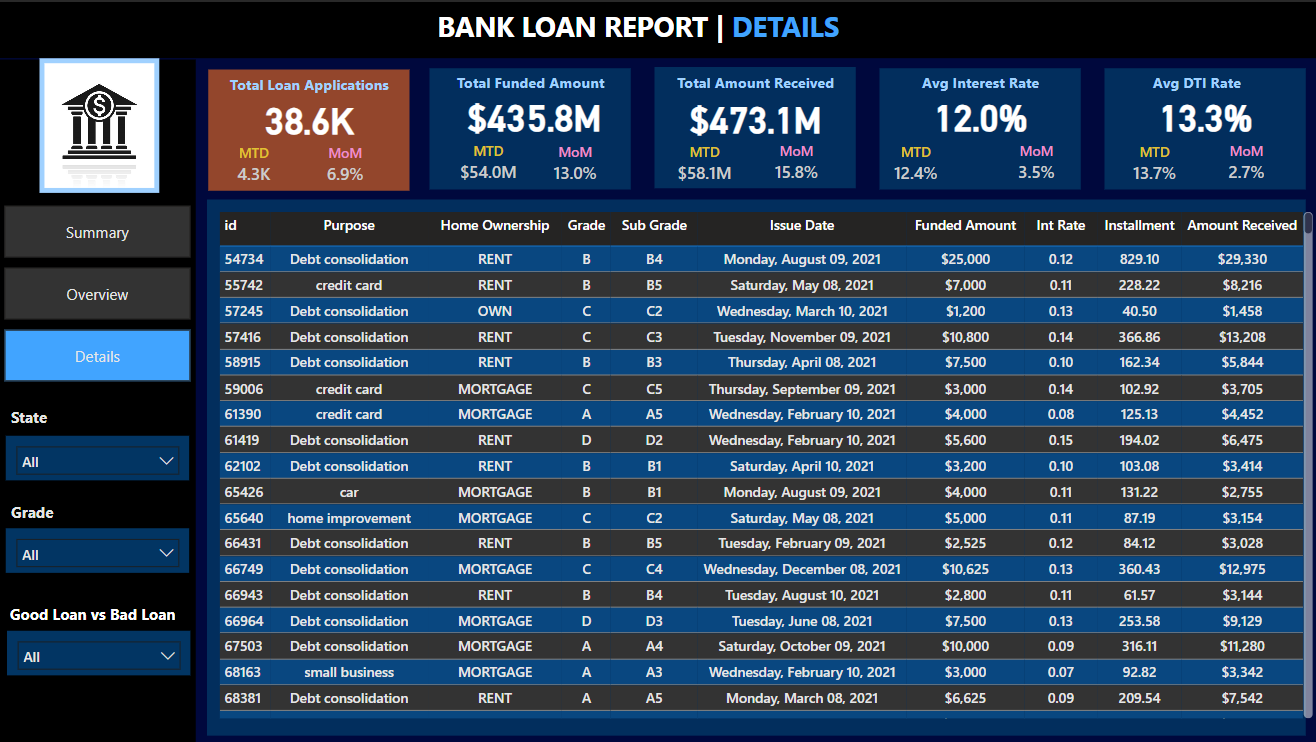 BANK LOAN REPORT | DETAILS
Total Loan Applications
38.6K
MTD MoM
4.3K 6.9%
Total Funded Amount
$435.8M
MTD MoM
$54.0M 13.0%
Total Amount Received
$473.1M
MTD MoM
$58.1M 15.8%
Avg Interest Rate
12.0%
MTD MoM
12.4% 3.5%
Avg DTI Rate
13.3%
MTD MoM
13.7% 2.7%
$
Summary
Overview
Details
State
All
Grade
All
Good Loan vs Bad Loan
All
id Purpose Home Ownership Grade Sub Grade Issue Date Funded Amount Int Rate Installment Amount Received
54734 Debt consolidation RENT B B4 Monday, August 09, 2021 $25,000 0.12 829.10 $29,330
55742 credit card RENT B B5 Saturday, May 08, 2021 $7,000 0.11 228.22 $8,216
57245 Debt consolidation OWN C C2 Wednesday, March 10, 2021 $1,200 0.13 40.50 $1,458
57416 Debt consolidation RENT C C3 Tuesday, November 09, 2021 $10,800 0.14 366.86 $13,208
58915 Debt consolidation RENT B B3 Thursday, April 08, 2021 $7,500 0.10 162.34 $5,844
59006 credit card MORTGAGE C C5 Thursday, September 09, 2021 $3,000 0.14 102.92 $3,705
61390 credit card MORTGAGE A A5 Wednesday, February 10, 2021 $4,000 0.08 125.13 $4,452
61419 Debt consolidation RENT D D2 Wednesday, February 10, 2021 $5,600 0.15 194.02 $6,475
62102 Debt consolidation RENT B B1 Saturday, April 10, 2021 $3,200 0.10 103.08 $3,414
65426 car MORTGAGE B B1 Monday, August 09, 2021 $4,000 0.11 131.22 $2,755
65640 home improvement MORTGAGE C C2 Saturday, May 08, 2021 $5,000 0.11 87.19 $3,154
66431 Debt consolidation RENT B B5 Tuesday, February 09, 2021 $2,525 0.12 84.12 $3,028
66749 Debt consolidation MORTGAGE C C4 Wednesday, December 08, 2021 $10,625 0.13 360.43 $12,975
66943 Debt consolidation RENT B B4 Tuesday, August 10, 2021 $2,800 0.11 61.57 $3,144
66964 Debt consolidation MORTGAGE D D3 Tuesday, June 08, 2021 $7,500 0.13 253.58 $9,129
67503 Debt consolidation MORTGAGE A A4 Saturday, October 09, 2021 $10,000 0.09 316.11 $11,280
68163 small business MORTGAGE A A3 Wednesday, February 10, 2021 $3,000 0.07 92.82 $3,342
68381 Debt consolidation RENT A A5 Monday, March 08, 2021 $6,625 0.09 209.54 $7,542